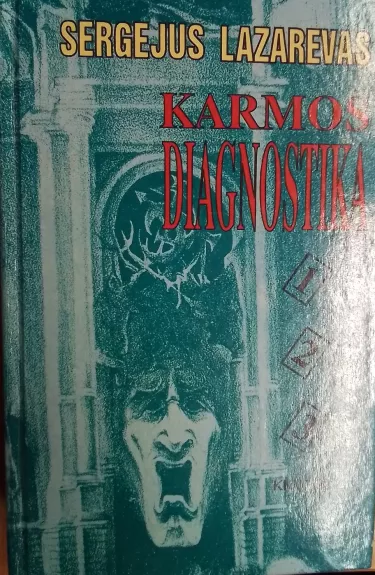 SERGEJUS LAZAREVAS
KARMOS
DIAGNOSTIKA
1
2
3